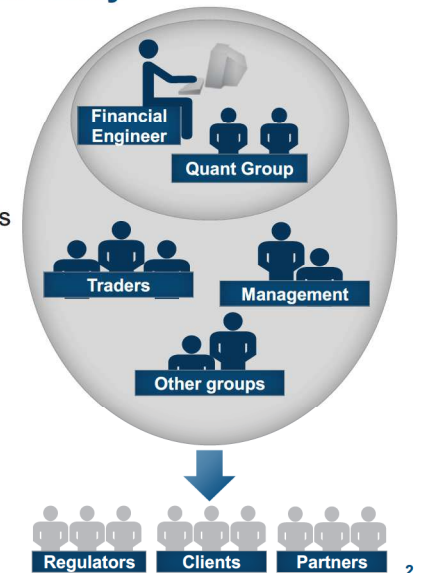 Financial
Engineer
Quant Group
s
Traders
Management
Other groups
Regulators
Clients
Partners
2